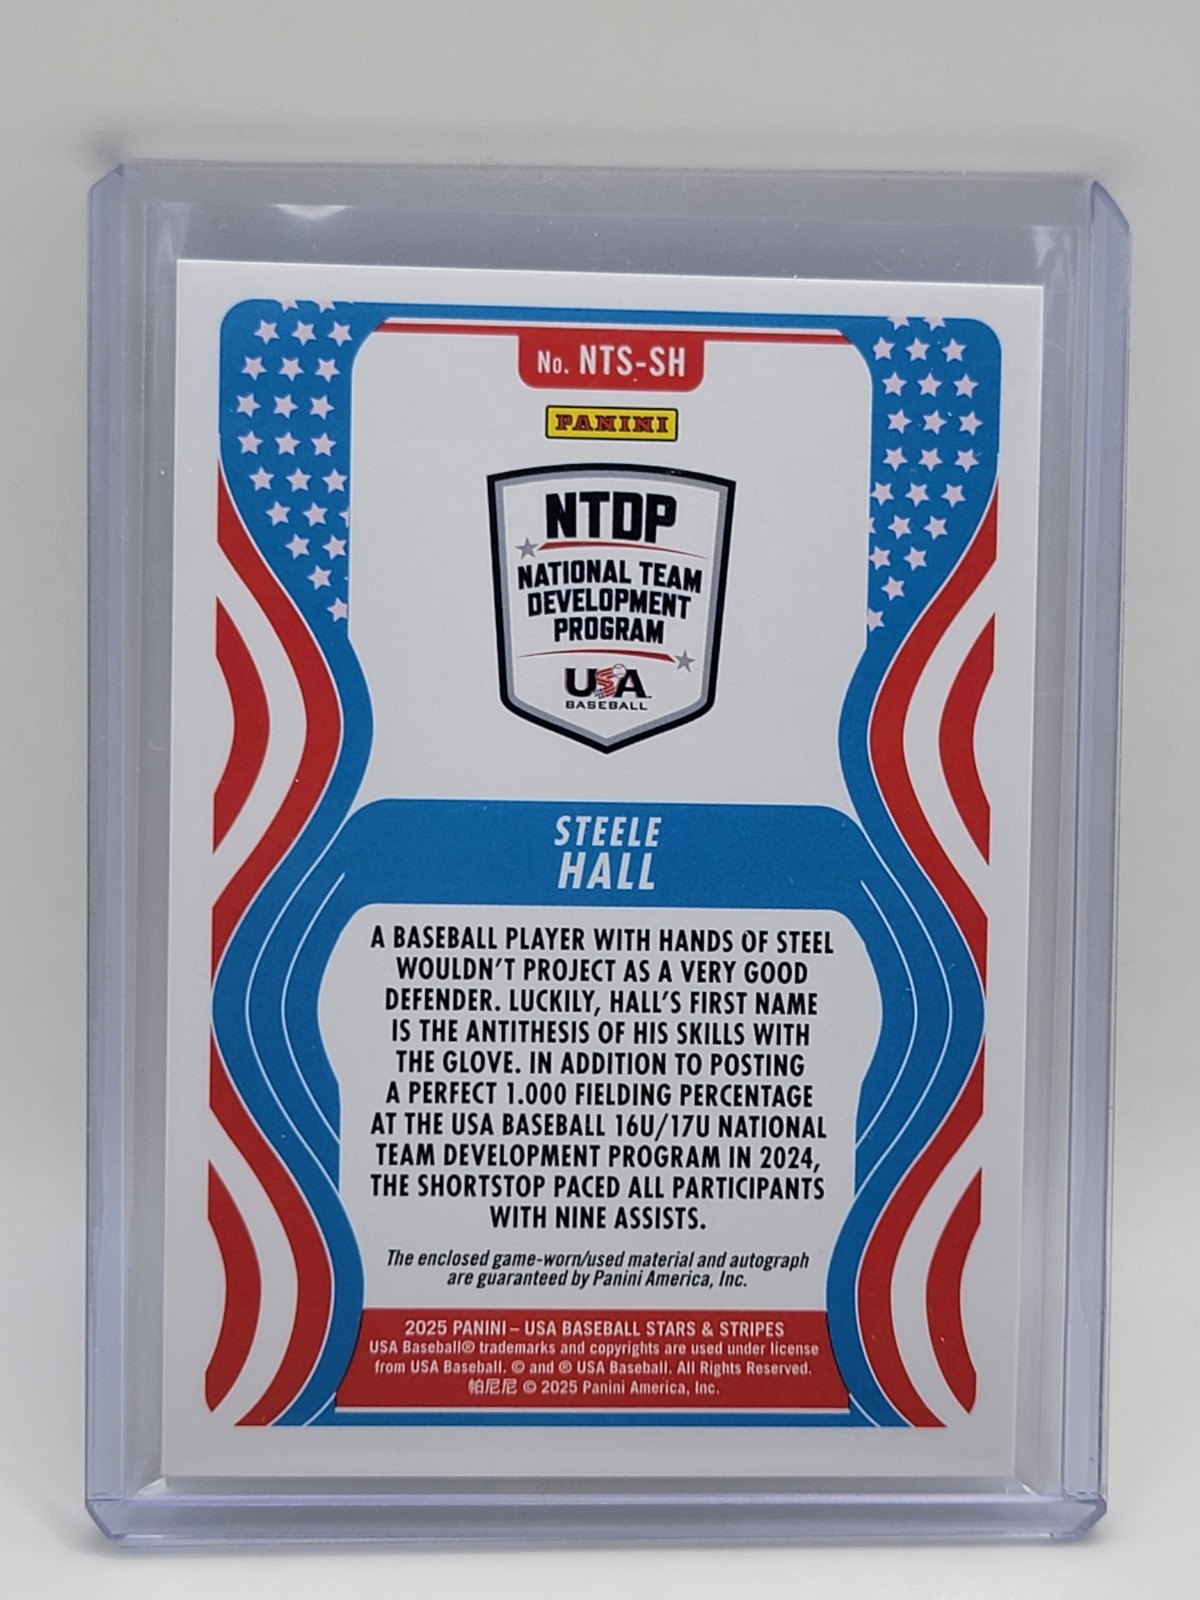 No. NTS-SH
PANINI
NTDP
NATIONAL TEAM
DEVELOPMENT
PROGRAM
USA
BASEBALL
STEELE
HALL
A BASEBALL PLAYER WITH HANDS OF STEEL
WOULDN'T PROJECT AS A VERY GOOD
DEFENDER. LUCKILY, HALL'S FIRST NAME
IS THE ANTITHESIS OF HIS SKILLS WITH
THE GLOVE. IN ADDITION TO POSTING
A PERFECT 1.000 FIELDING PERCENTAGE
AT THE USA BASEBALL 16U/17U NATIONAL
TEAM DEVELOPMENT PROGRAM IN 2024,
THE SHORTSTOP PACED ALL PARTICIPANTS
WITH NINE ASSISTS.
The enclosed game-worn/used material and autograph
are guaranteed by Panini America, Inc.
2025 PANINI – USA BASEBALL STARS & STRIPES
USA Baseball® trademarks and copyrights are used under license
from USA Baseball. © and ® USA Baseball. All Rights Reserved.
帕尼尼 © 2025 Panini America, Inc.